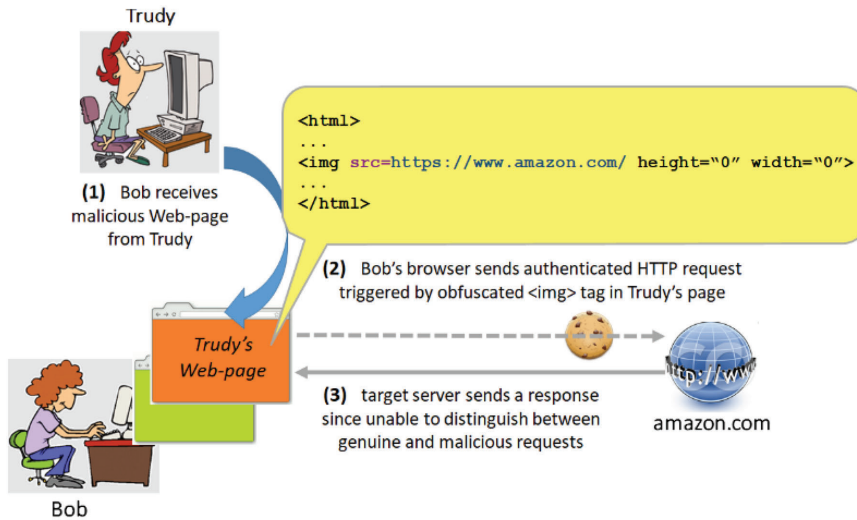 Trudy
<html>
...
<img src=https://www.amazon.com/ height=“0” width=“0”>
...
</html>
(1) Bob receives
malicious Web-page
from Trudy
(2) Bob’s browser sends authenticated HTTP request
triggered by obfuscated <img> tag in Trudy’s page
Trudy’s
Web-page
http://www
(3) target server sends a response
since unable to distinguish between
genuine and malicious requests
amazon.com
Bob